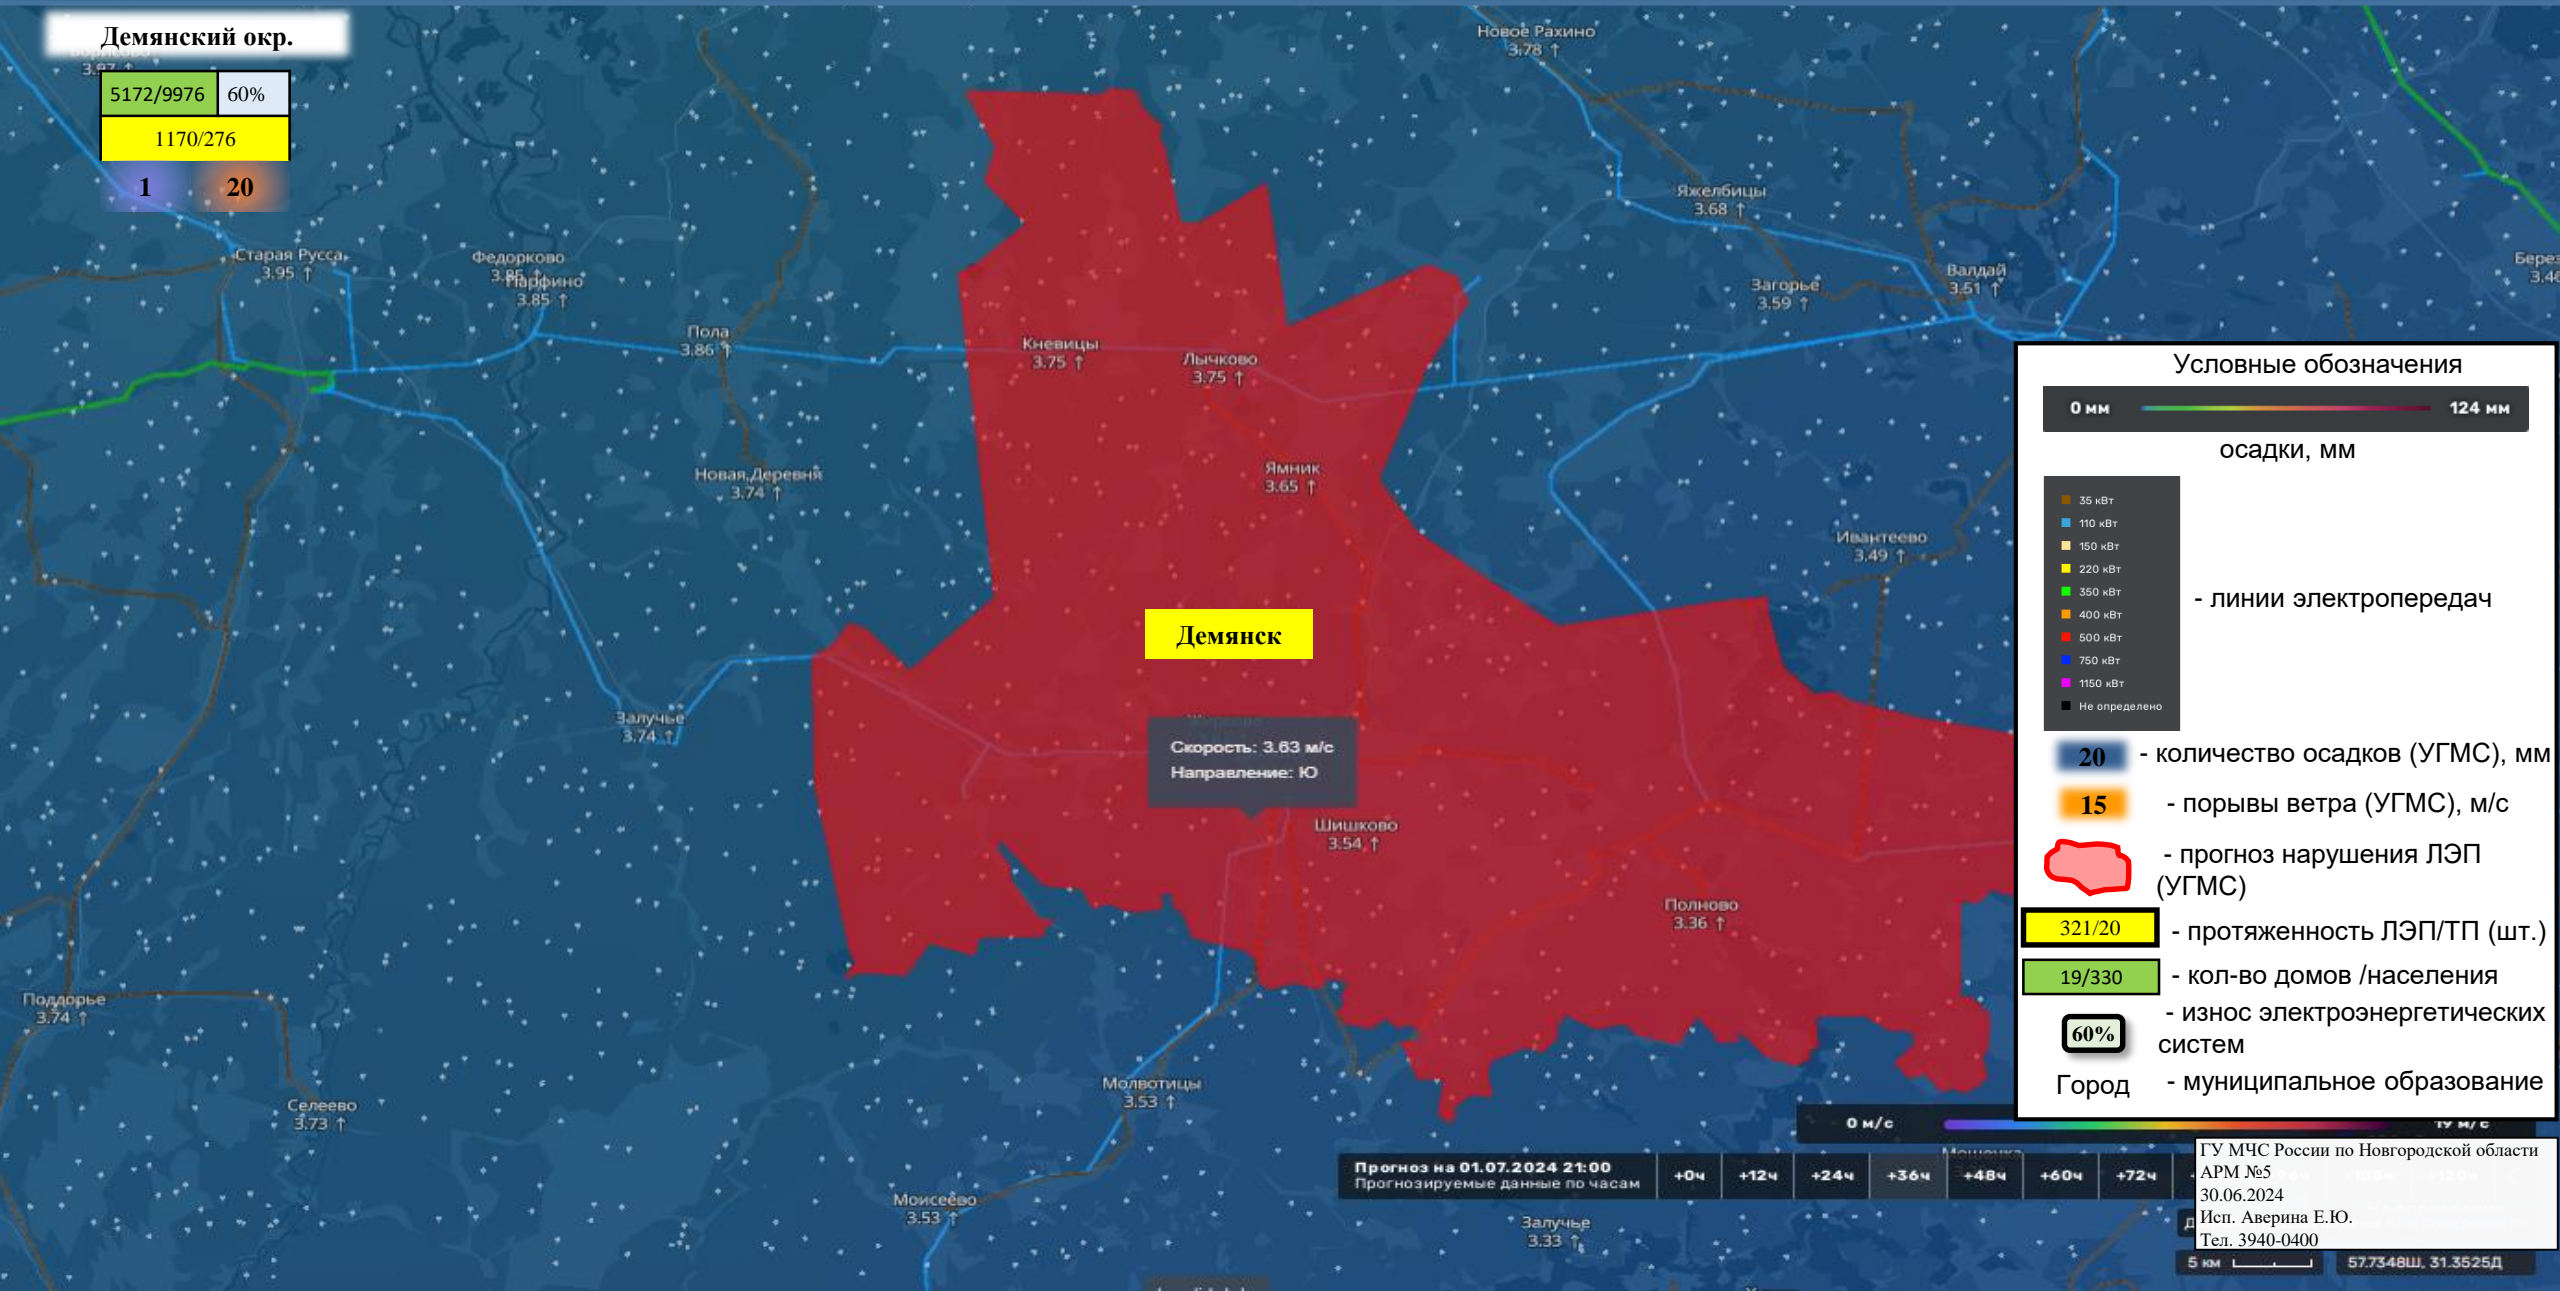 Демянский окр.
3.97 ↑
5172/9976 60%
1170/276
1 20
Новое Рахино
3.78 ↑
Яжелбицы
3.68 ↑
Старая Русса
3.95 ↑
Федорково
3.85 ↑
Парфино
3.85 ↑
Загорье
3.59 ↑
Валдай
3.51 ↑
Берез
3.46
Пола
3.86 ↑
Кневицы
3.75 ↑
Лычково
3.75 ↑
Новая Деревня
3.74 ↑
Ямник
3.65 ↑
Ивантеево
3.49 ↑
Демянск
Залучье
3.74 ↑
Скорость: 3.63 м/с
Направление: Ю
Шишково
3.54 ↑
Полново
3.36 ↑
Поддорье
3.74 ↑
Селеево
3.73 ↑
Молвотицы
3.53 ↑
Моисеево
3.53 ↑
Залучье
3.33 ↑
Условные обозначения
0 мм 124 мм
осадки, мм
35 кВт
110 кВт
150 кВт
220 кВт
350 кВт
400 кВт
500 кВт
750 кВт
1150 кВт
Не определено
- линии электропередач
20 - количество осадков (УГМС), мм
15 - порывы ветра (УГМС), м/с
- прогноз нарушения ЛЭП
(УГМС)
321/20 - протяженность ЛЭП/ТП (шт.)
19/330 - кол-во домов /населения
60% - износ электроэнергетических
систем
Город - муниципальное образование
0 м/с 19 м/с
Прогноз на 01.07.2024 21:00
Прогнозируемые данные по часам
+0ч +12ч +24ч +36ч +48ч +60ч +72ч
ГУ МЧС России по Новгородской области
АРМ №5
30.06.2024
Исп. Аверина Е.Ю.
Тел. 3940-0400
5 км 57.7348Ш, 31.3525Д